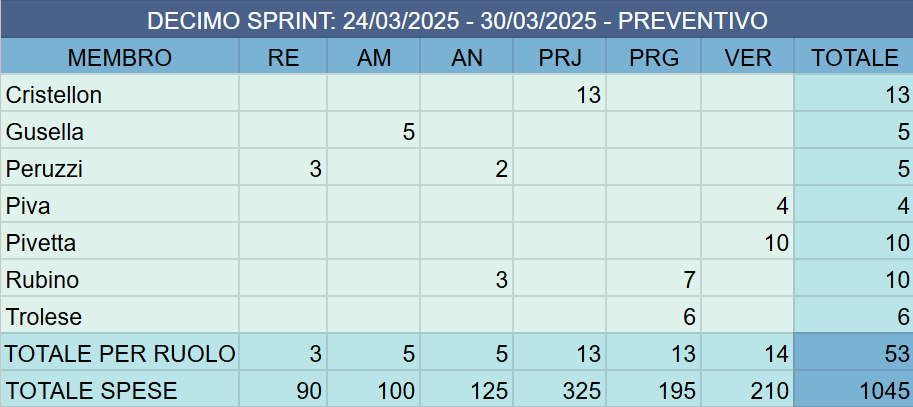 DECIMO SPRINT: 24/03/2025 - 30/03/2025 - PREVENTIVO
MEMBRO RE AM AN PRJ PRG VER TOTALE
Cristellon 13 13
Gusella 5 5
Peruzzi 3 2 5
Piva 4 4
Pivetta 10 10
Rubino 3 7 10
Trolese 6 6
TOTALE PER RUOLO 3 5 5 13 13 14 53
TOTALE SPESE 90 100 125 325 195 210 1045